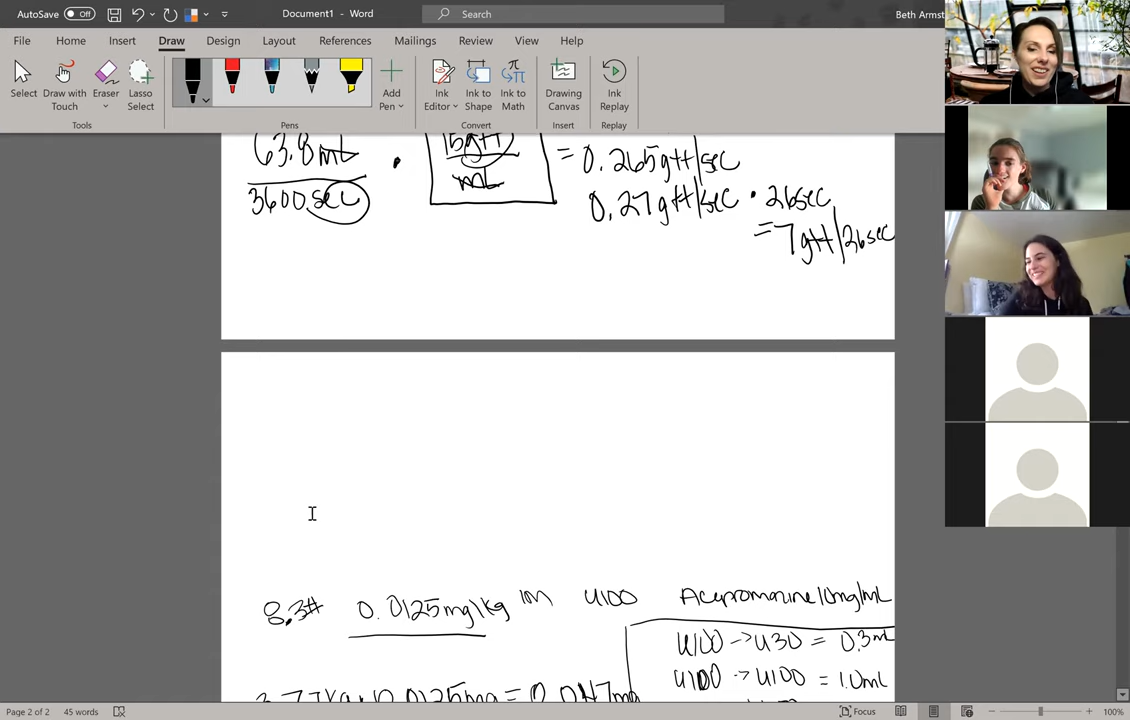 AutoSave Off Document1 - Word Search Beth Armst
File Home Insert Draw Design Layout References Mailings Review View Help
Select Draw with Touch Eraser Lasso Select Add Pen Ink Editor Ink to Shape Ink to Math Drawing Canvas Ink Replay
Tools Pens Convert Insert Replay
63.8 mL
3600 sec
·
15gtt
mL
= 0.265gtt/sec
0.27gtt/sec · 26sec
= 7gtt/26sec
8.3# 0.0125mg/kg IM U100 Acepromazine 10mg/mL
U100 -> U30 = 0.3mL
U100 -> U100 = 1.0mL
Page 2 of 2 45 words Focus 100%